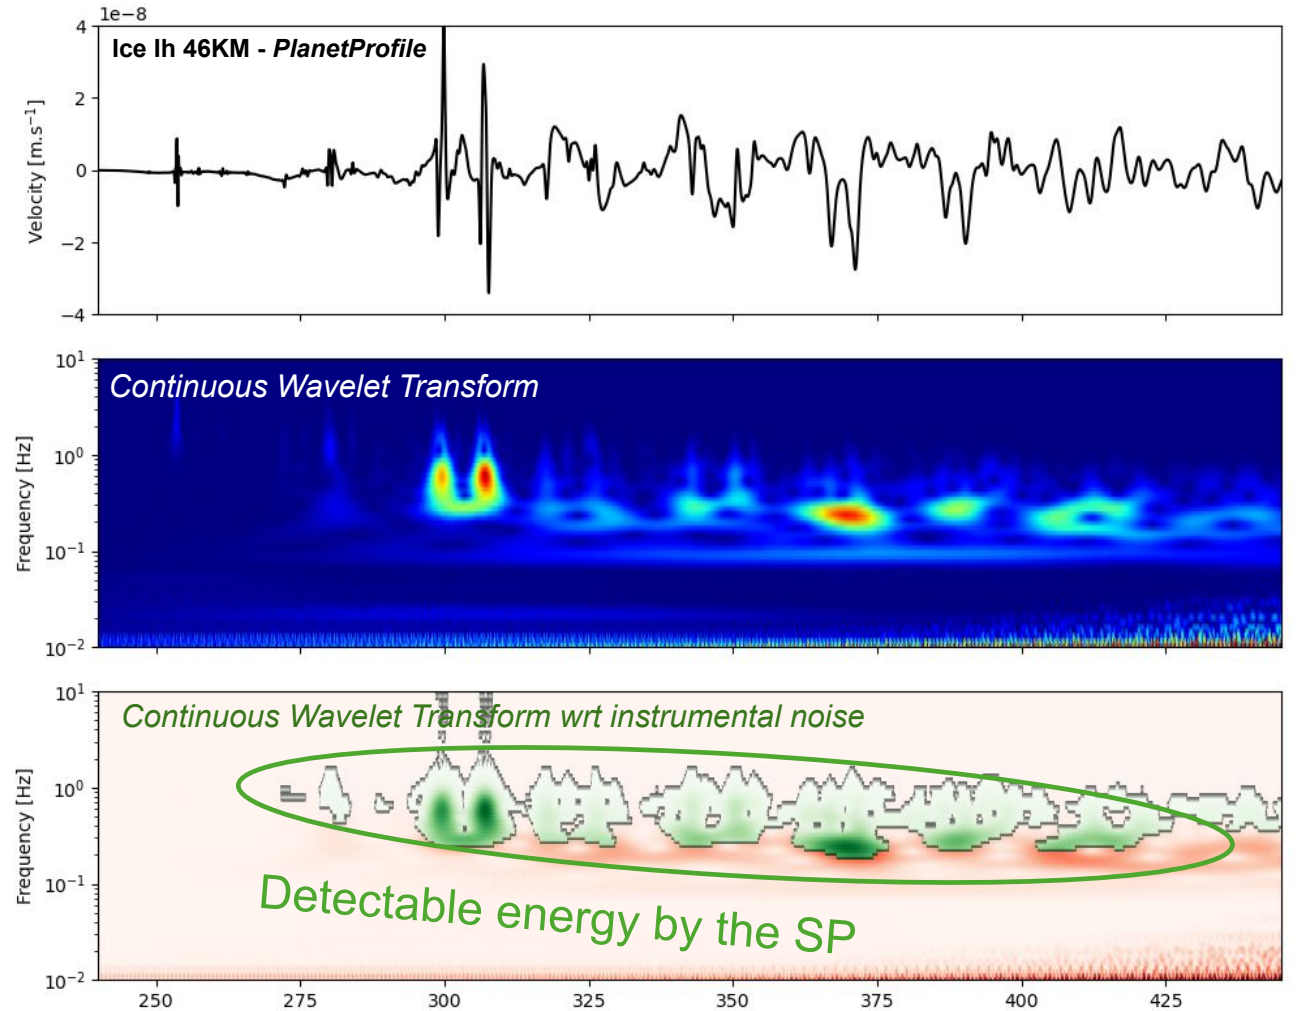 1e−8
Ice Ih 46KM - PlanetProfile
4
2
0
−2
−4
Velocity [m.s⁻¹]
Continuous Wavelet Transform
10¹
10⁰
10⁻¹
10⁻²
Frequency [Hz]
Continuous Wavelet Transform wrt instrumental noise
10¹
10⁰
10⁻¹
10⁻²
Frequency [Hz]
Detectable energy by the SP
250 275 300 325 350 375 400 425